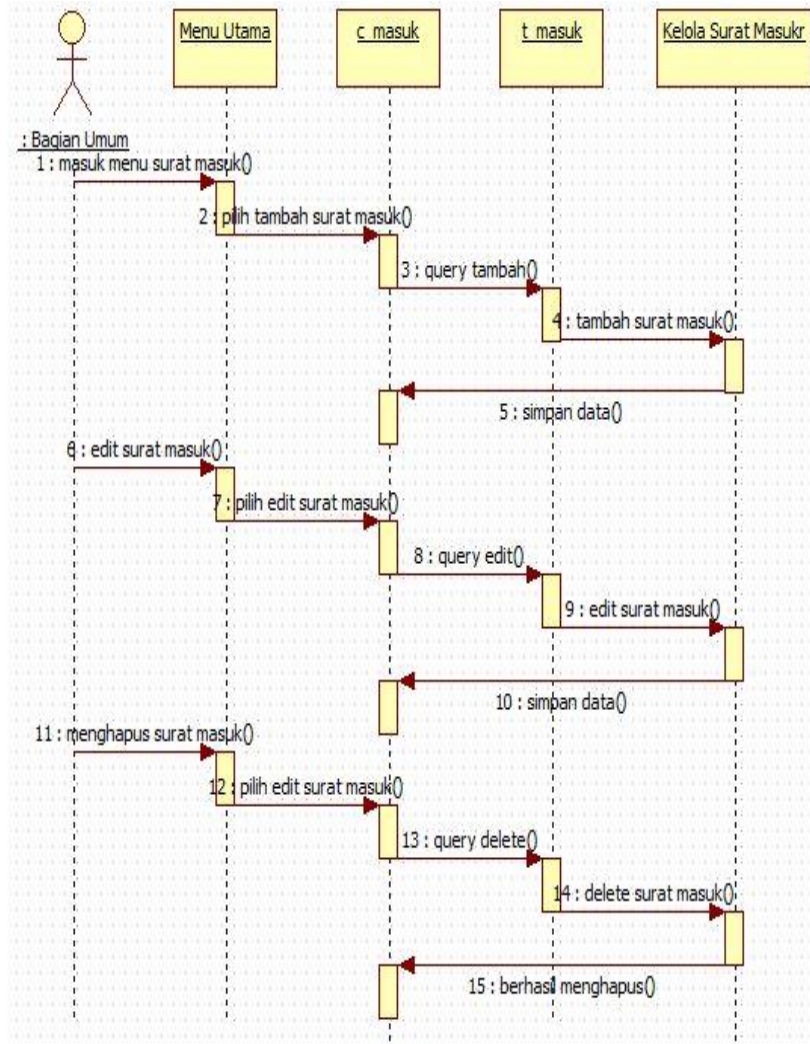 Menu Utama
c_masuk
t_masuk
Kelola Surat Masukr
: Bagian Umum
1 : masuk menu surat masuk()
2 : pilih tambah surat masuk()
3 : query tambah()
4 : tambah surat masuk()
5 : simpan data()
6 : edit surat masuk()
7 : pilih edit surat masuk()
8 : query edit()
9 : edit surat masuk()
10 : simpan data()
11 : menghapus surat masuk()
12 : pilih edit surat masuk()
13 : query delete()
14 : delete surat masuk()
15 : berhasil menghapus()